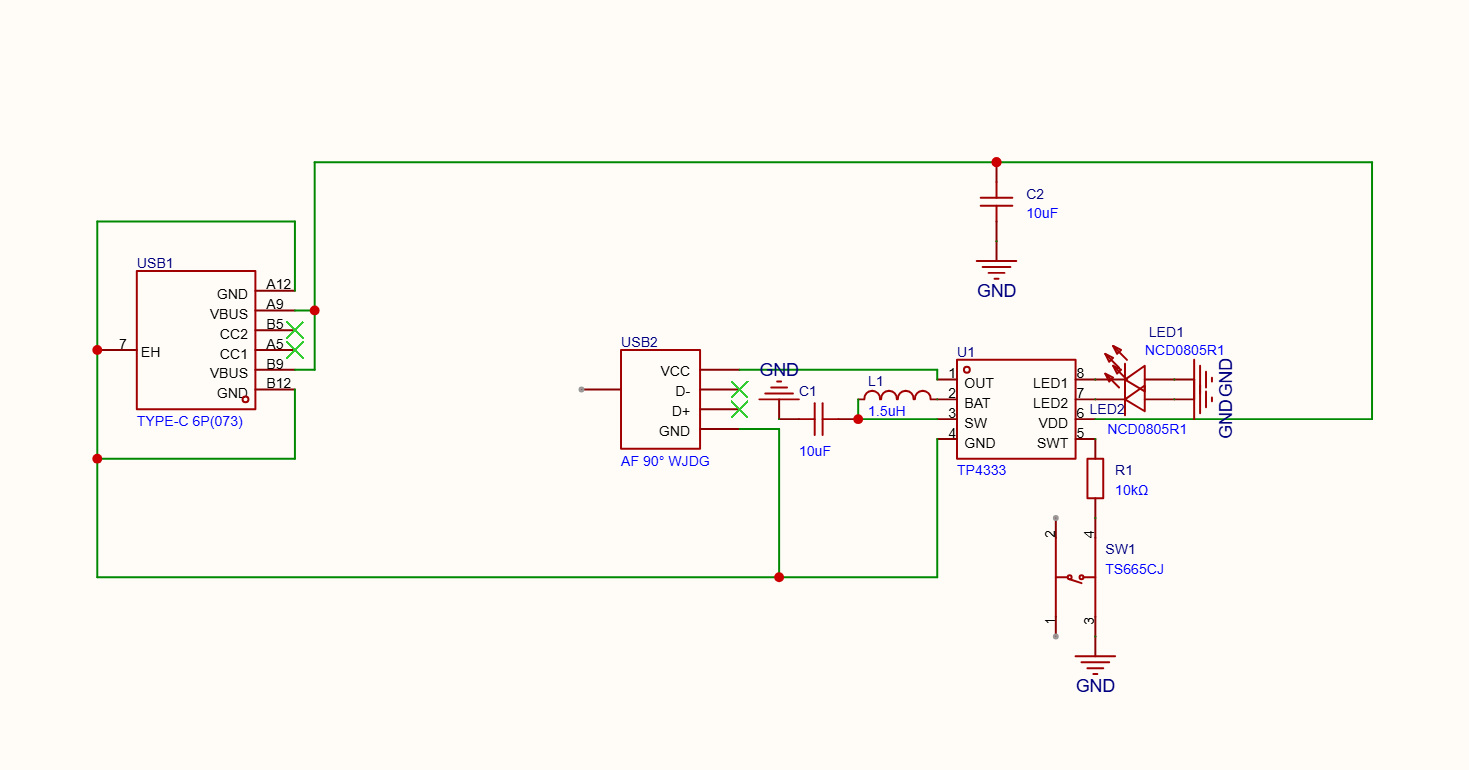 C2
10uF
GND
USB1
7
EH
GND
VBUS
CC2
CC1
VBUS
GND
A12
A9
B5
A5
B9
B12
TYPE-C 6P(073)
USB2
VCC
D-
D+
GND
AF 90° WJDG
GND
C1
10uF
L1
1.5uH
U1
1
2
3
4
OUT
BAT
SW
GND
LED1
LED2
VDD
SWT
8
7
6
5
TP4333
LED1
NCD0805R1
LED2
NCD0805R1
GND
GND
R1
10kΩ
2
4
SW1
TS665CJ
1
3
GND